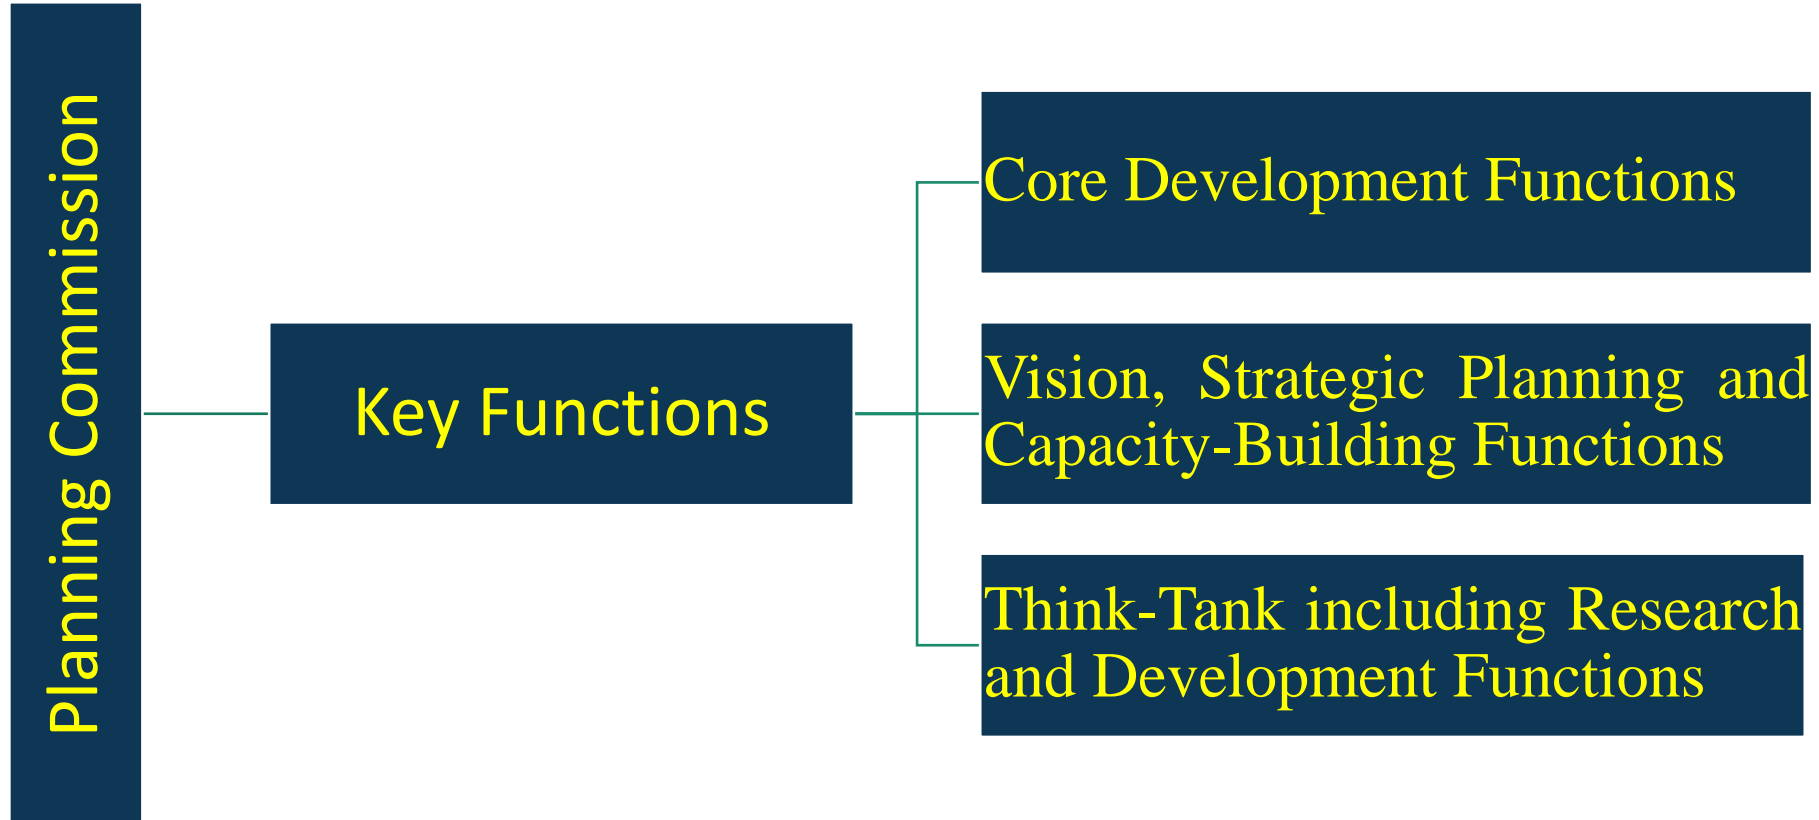 Planning Commission
Key Functions
Core Development Functions
Vision, Strategic Planning and
Capacity-Building Functions
Think-Tank including Research
and Development Functions